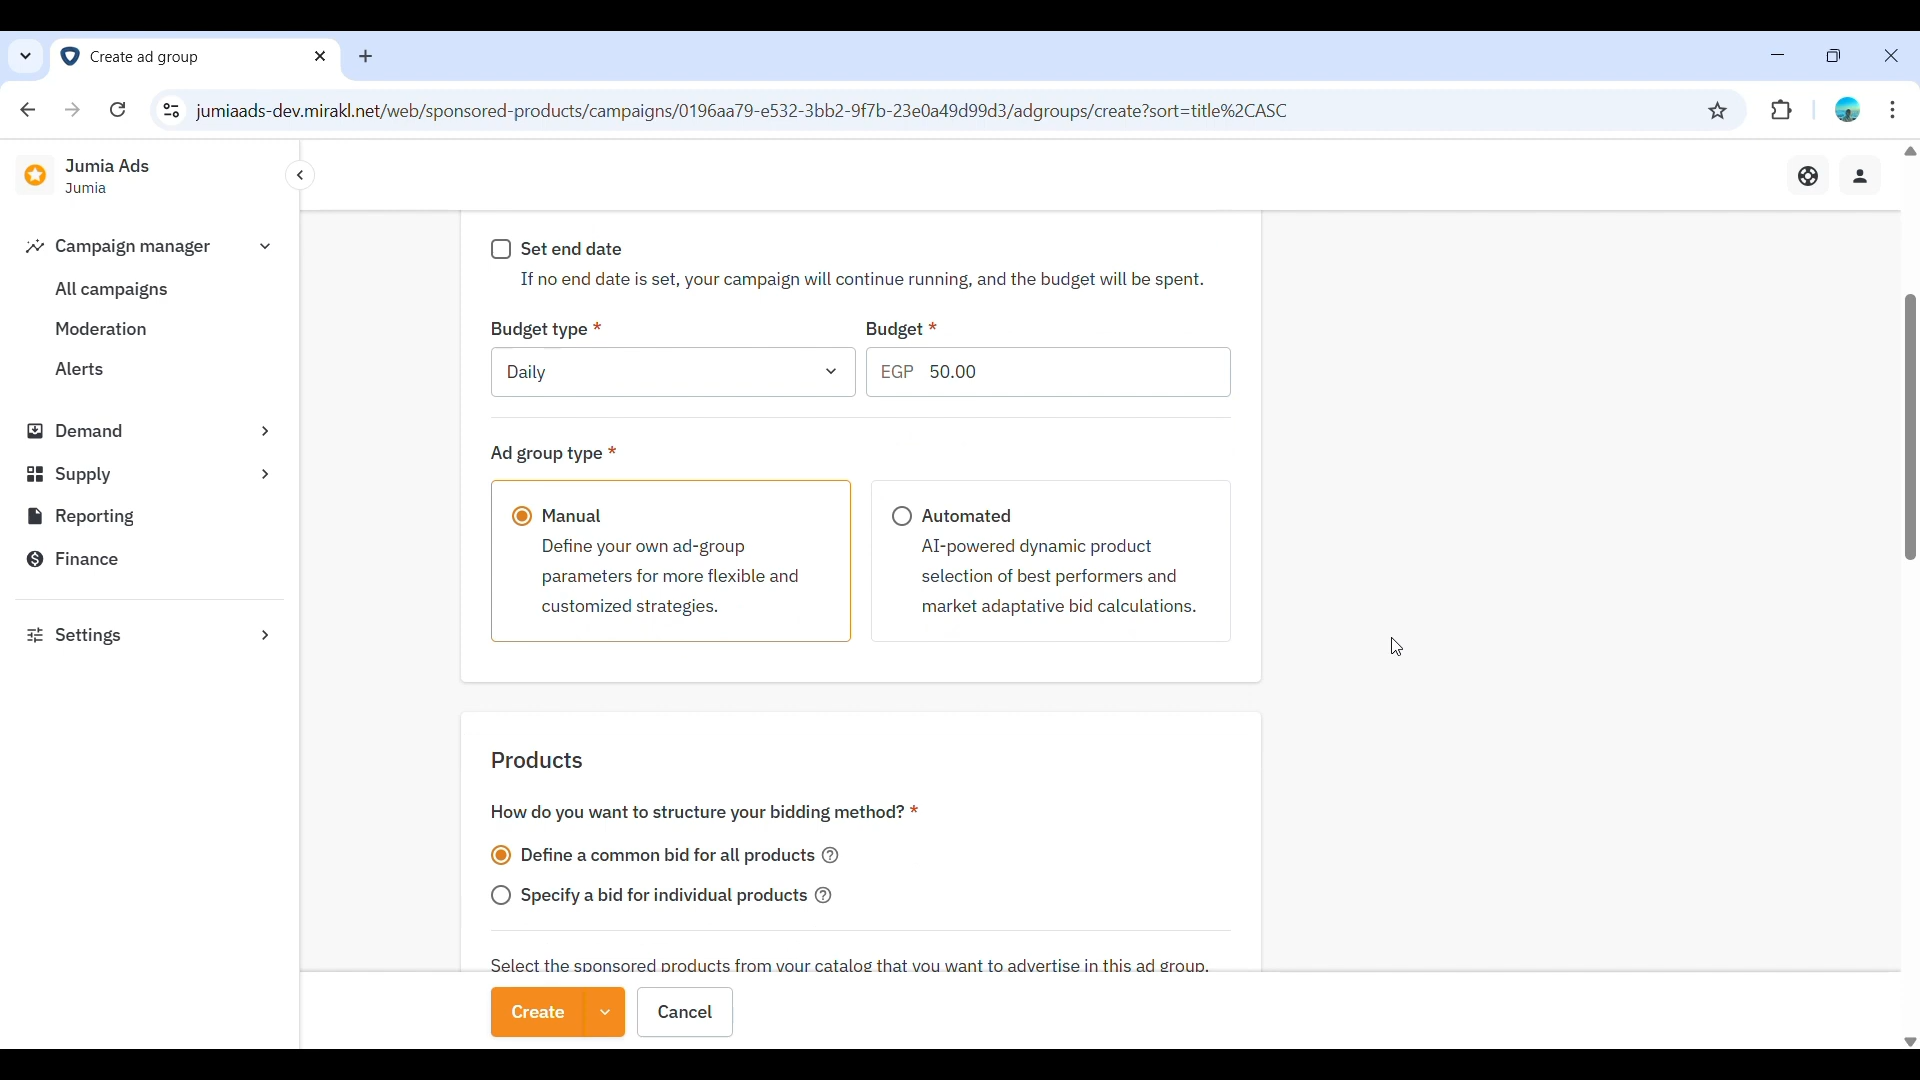 Create ad group
jumiaads-dev.mirakl.net/web/sponsored-products/campaigns/0196aa79-e532-3bb2-9f7b-23e0a49d99d3/adgroups/create?sort=title%2CASC
Jumia Ads
Jumia
Campaign manager
All campaigns
Moderation
Alerts
Demand
Supply
Reporting
Finance
Settings
Set end date
If no end date is set, your campaign will continue running, and the budget will be spent.
Budget type * Budget *
Daily EGP 50.00
Ad group type *
Manual
Define your own ad-group
parameters for more flexible and
customized strategies.
Automated
AI-powered dynamic product
selection of best performers and
market adaptative bid calculations.
Products
How do you want to structure your bidding method? *
Define a common bid for all products
Specify a bid for individual products
Select the sponsored products from your catalog that you want to advertise in this ad group.
Create Cancel